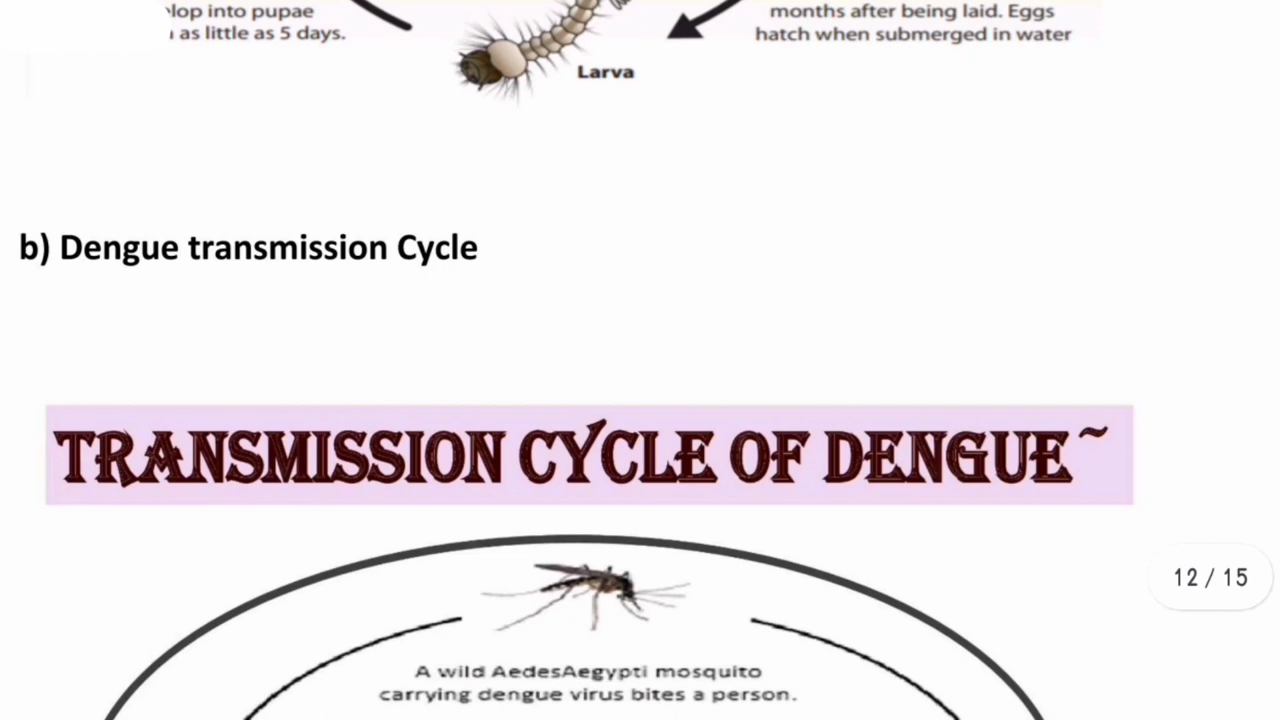 into pupae
as little as 5 days.
months after being laid. Eggs
hatch when submerged in water
Larva
b) Dengue transmission Cycle
TRANSMISSION CYCLE OF DENGUE~
12 / 15
A wild AedesAegypti mosquito
carrying dengue virus bites a person.